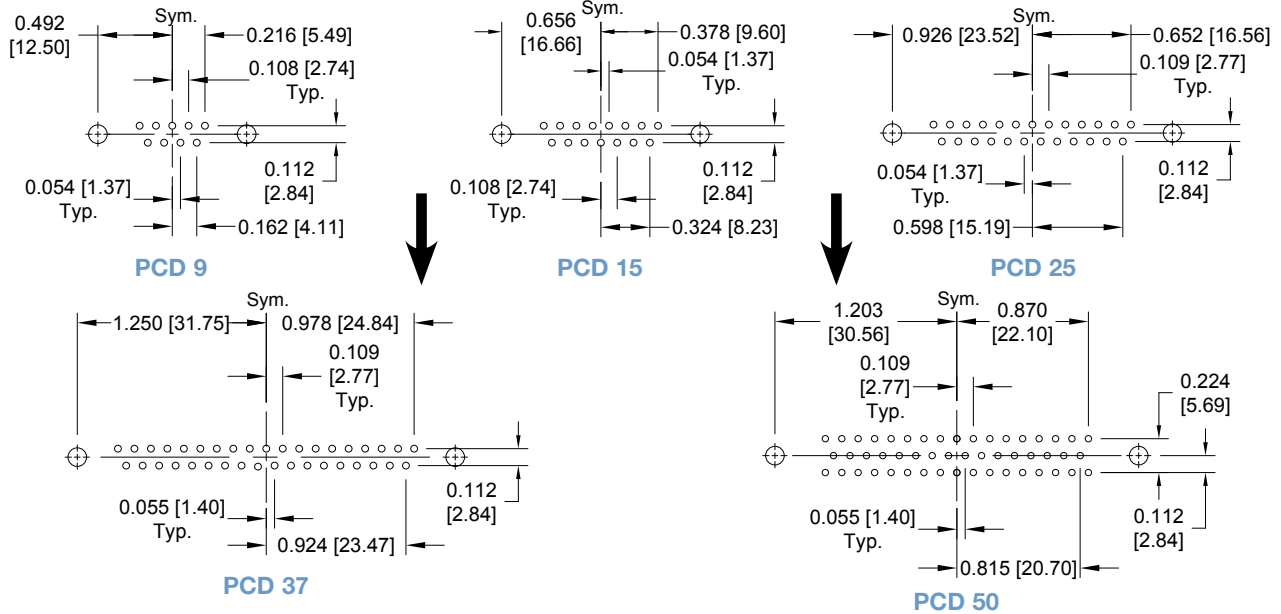 Sym.
0.492
[12.50]
0.216 [5.49]
0.108 [2.74]
Typ.
0.054 [1.37]
Typ.
0.112
[2.84]
0.162 [4.11]
PCD 9
Sym.
0.656
[16.66]
0.378 [9.60]
0.054 [1.37]
Typ.
0.108 [2.74]
Typ.
0.112
[2.84]
0.324 [8.23]
PCD 15
Sym.
0.926 [23.52]
0.652 [16.56]
0.109 [2.77]
Typ.
0.054 [1.37]
Typ.
0.112
[2.84]
0.598 [15.19]
PCD 25
Sym.
1.250 [31.75]
0.978 [24.84]
0.109
[2.77]
Typ.
0.055 [1.40]
Typ.
0.112
[2.84]
0.924 [23.47]
PCD 37
Sym.
1.203
[30.56]
0.870
[22.10]
0.109
[2.77]
Typ.
0.224
[5.69]
0.055 [1.40]
Typ.
0.112
[2.84]
0.815 [20.70]
PCD 50